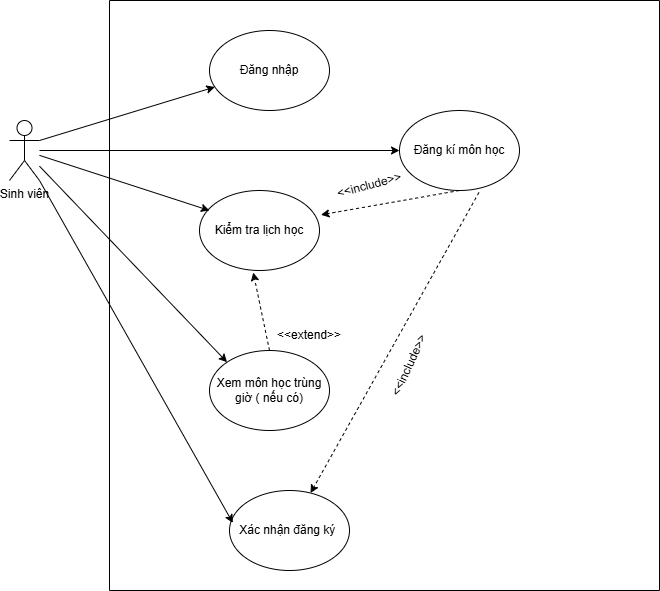 Đăng nhập
Đăng kí môn học
<<include>>
Sinh viên
Kiểm tra lịch học
<<extend>>
<<include>>
Xem môn học trùng
giờ ( nếu có)
Xác nhận đăng ký